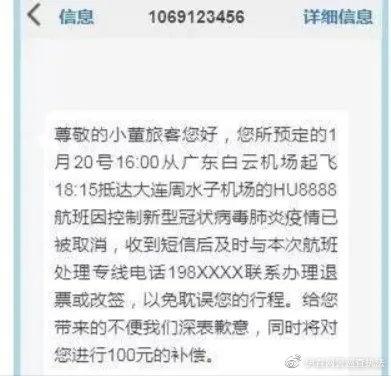 信息 1069123456 详细信息
尊敬的小董旅客您好，您所预定的1
月20号16:00从广东白云机场起飞
18:15抵达大连周水子机场的HU8888
航班因控制新型冠状病毒肺炎疫情已
被取消，收到短信后及时与本次航班
处理专线电话198XXXX联系办理退
票或改签，以免耽误您的行程。给您
带来的不便我们深表歉意，同时将对
您进行100元的补偿。